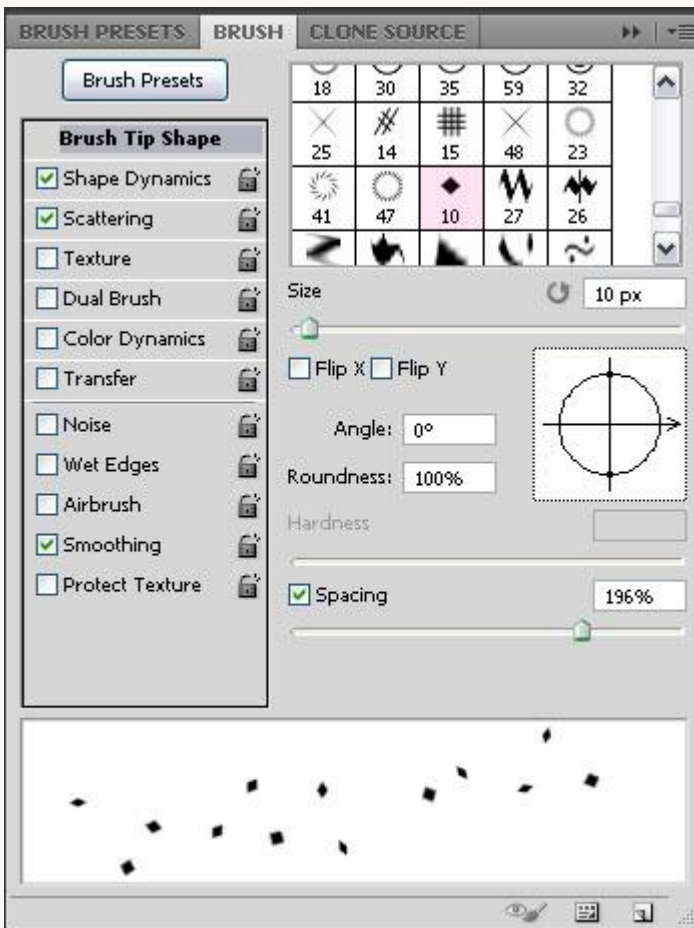 BRUSH PRESETS BRUSH CLONE SOURCE
Brush Presets
Brush Tip Shape
Shape Dynamics
Scattering
Texture
Dual Brush
Color Dynamics
Transfer
Noise
Wet Edges
Airbrush
Smoothing
Protect Texture
18 30 35 59 32
25 14 15 48 23
41 47 10 27 26
Size 10 px
Flip X Flip Y
Angle: 0°
Roundness: 100%
Hardness
Spacing 196%